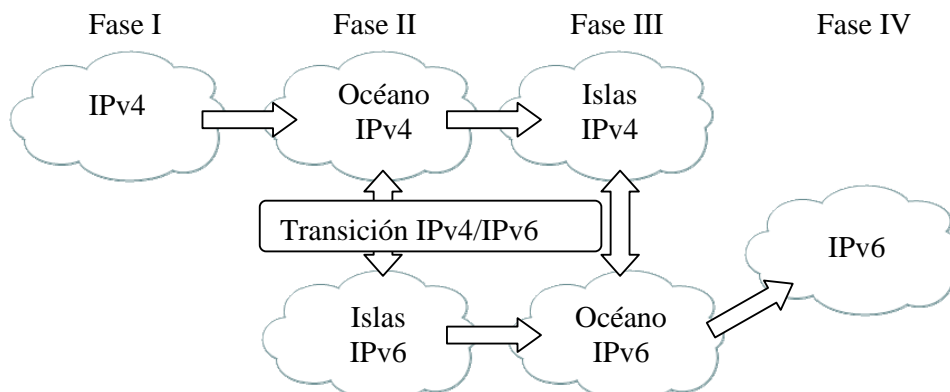 Fase I
Fase II
Fase III
Fase IV
IPv4
Océano
IPv4
Islas
IPv4
Transición IPv4/IPv6
IPv6
Islas
IPv6
Océano
IPv6